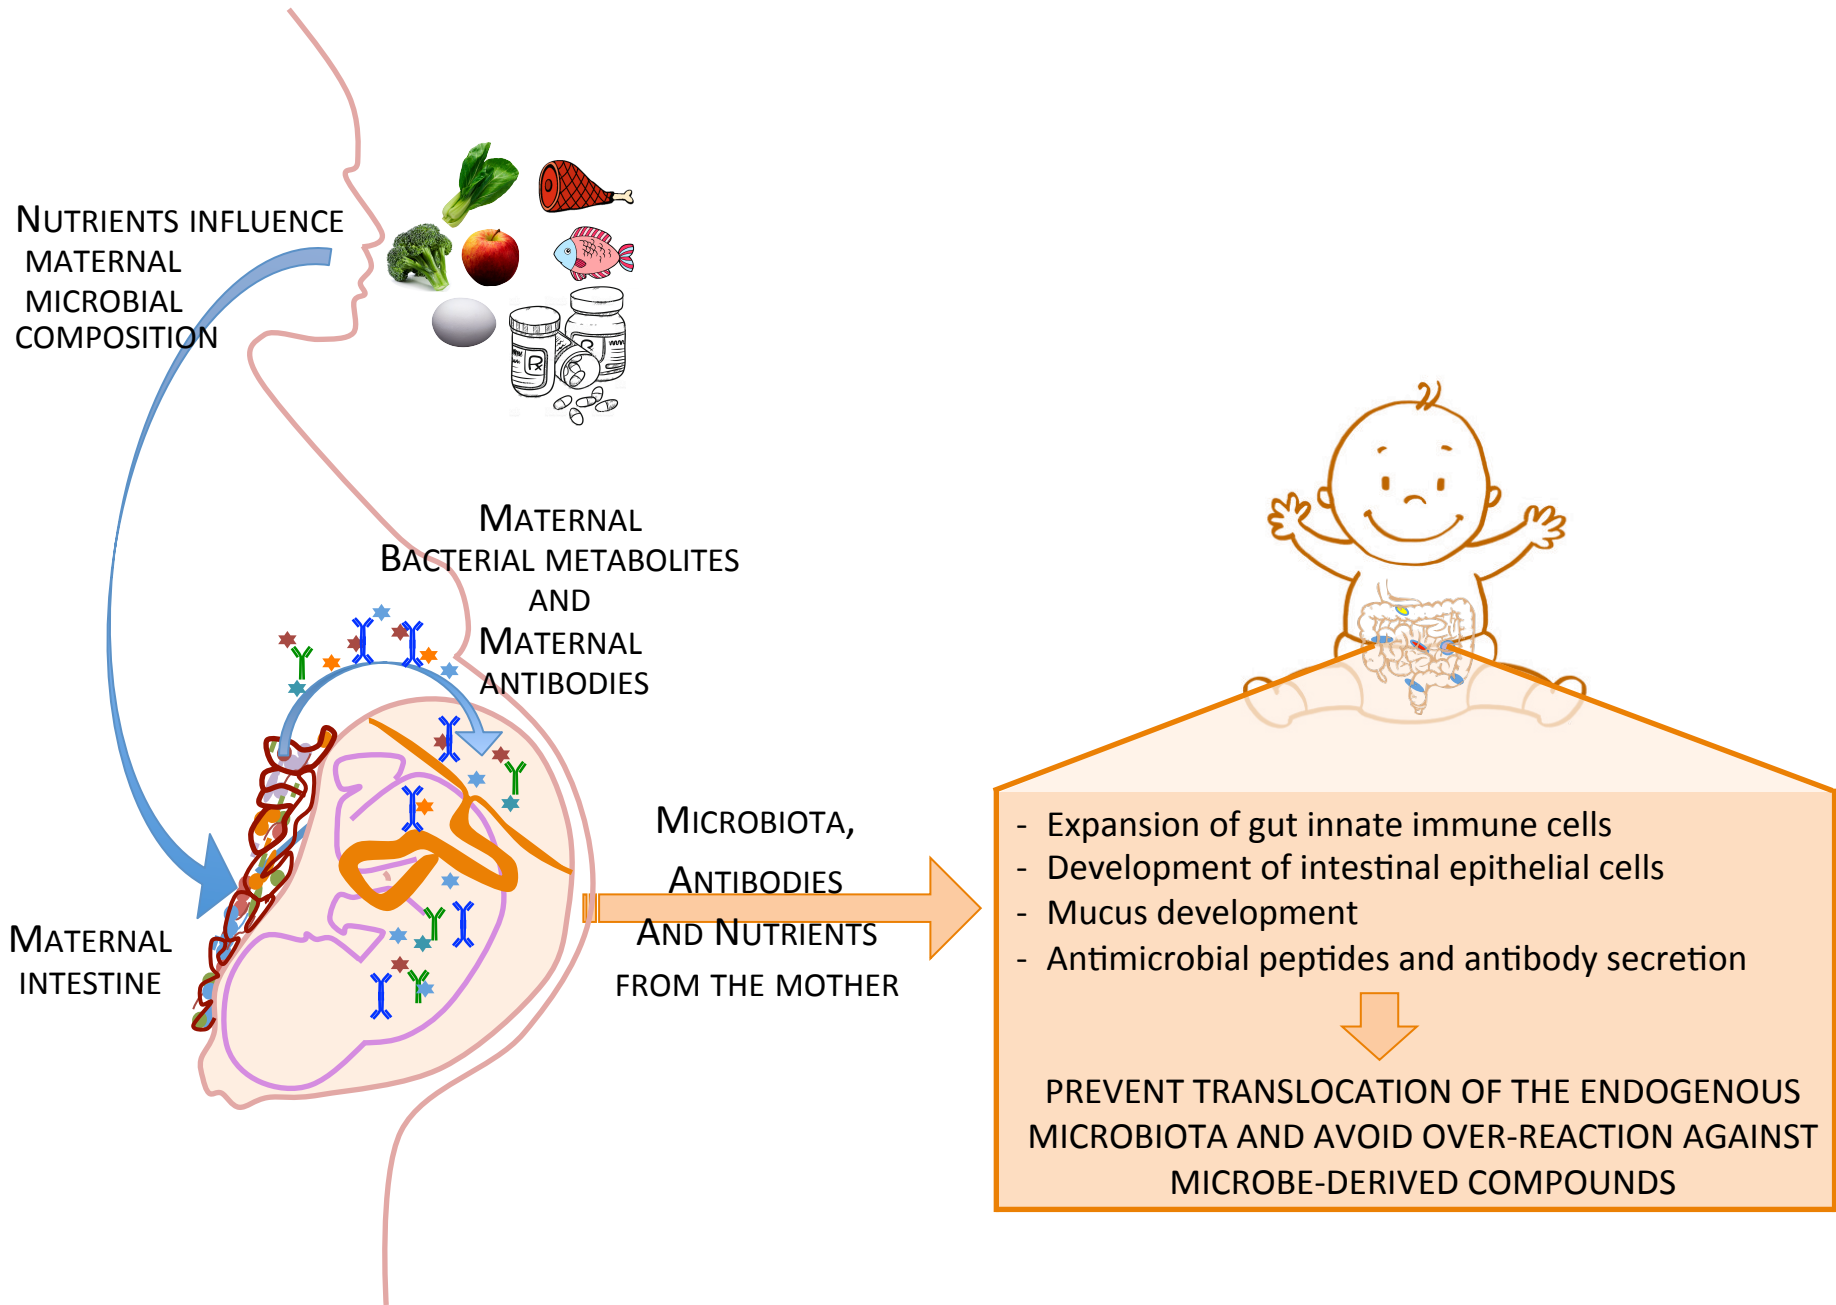 Nutrients influence
maternal
microbial
composition
Maternal
Bacterial metabolites
and
Maternal
antibodies
Maternal
intestine
Microbiota,
Antibodies
And Nutrients
from the mother
- Expansion of gut innate immune cells
- Development of intestinal epithelial cells
- Mucus development
- Antimicrobial peptides and antibody secretion
PREVENT TRANSLOCATION OF THE ENDOGENOUS
MICROBIOTA AND AVOID OVER-REACTION AGAINST
MICROBE-DERIVED COMPOUNDS